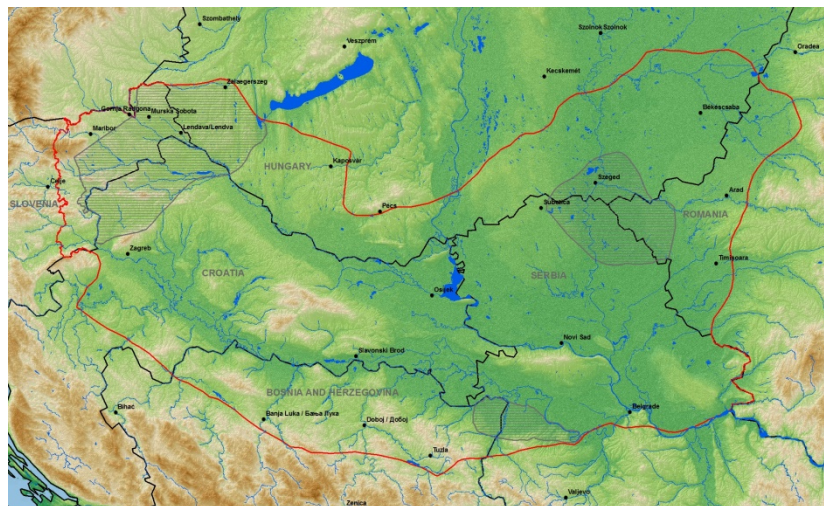 Szombathely
Veszprém
Szolnok Szolnok
Oradea
Kecskemét
Zalaegerszeg
Gornja Radgona
Murska Sobota
Békéscsaba
Maribor
Lendava/Lendva
HUNGARY
Kaposvár
Celje
Szeged
SLOVENIA
Arad
Pécs
Subotica
ROMANIA
Zagreb
Timişoara
CROATIA
SERBIA
Osijek
Novi Sad
Slavonski Brod
BOSNIA AND HERZEGOVINA
Bihać
Banja Luka / Бања Лука
Doboj / Добој
Belgrade
Tuzla
Valjevo
Zenica